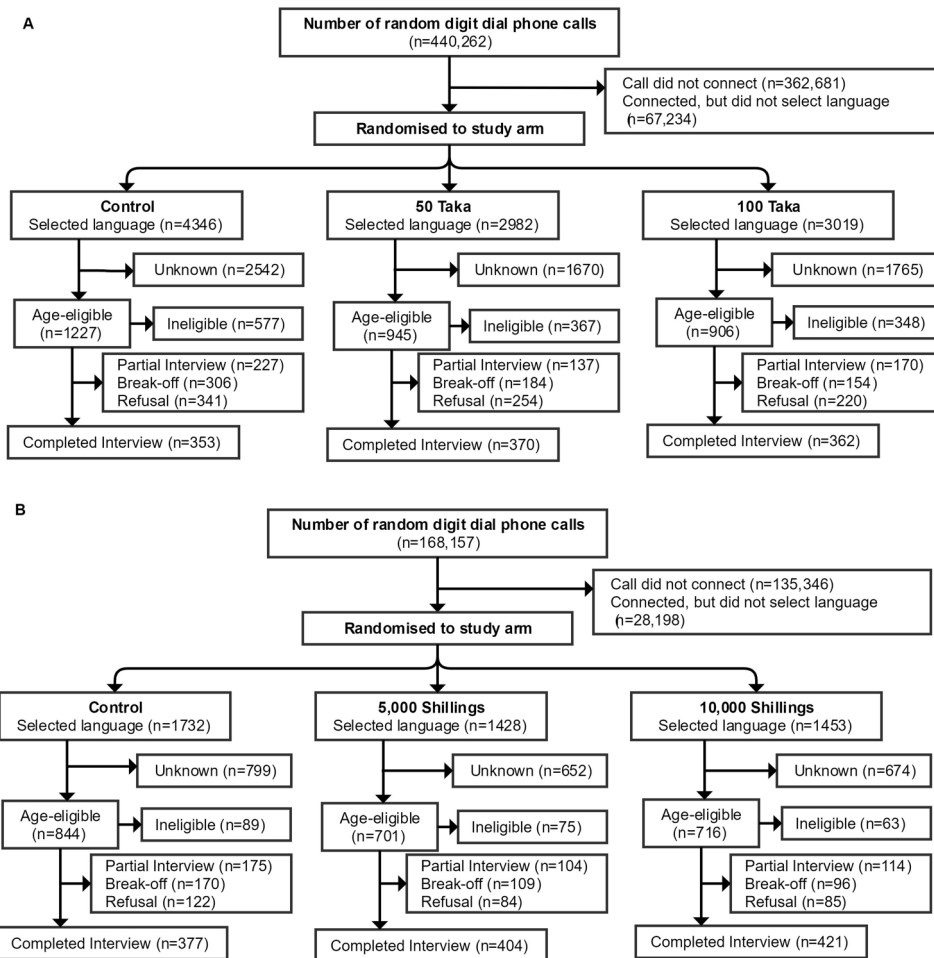 A
Number of random digit dial phone calls
(n=440,262)
Call did not connect (n=362,681)
Connected, but did not select language
(n=67,234)
Randomised to study arm
Control
Selected language (n=4346)
50 Taka
Selected language (n=2982)
100 Taka
Selected language (n=3019)
Unknown (n=2542)
Unknown (n=1670)
Unknown (n=1765)
Age-eligible
(n=1227)
Ineligible (n=577)
Age-eligible
(n=945)
Ineligible (n=367)
Age-eligible
(n=906)
Ineligible (n=348)
Partial Interview (n=227)
Break-off (n=306)
Refusal (n=341)
Partial Interview (n=137)
Break-off (n=184)
Refusal (n=254)
Partial Interview (n=170)
Break-off (n=154)
Refusal (n=220)
Completed Interview (n=353)
Completed Interview (n=370)
Completed Interview (n=362)
B
Number of random digit dial phone calls
(n=168,157)
Call did not connect (n=135,346)
Connected, but did not select language
(n=28,198)
Randomised to study arm
Control
Selected language (n=1732)
5,000 Shillings
Selected language (n=1428)
10,000 Shillings
Selected language (n=1453)
Unknown (n=799)
Unknown (n=652)
Unknown (n=674)
Age-eligible
(n=844)
Ineligible (n=89)
Age-eligible
(n=701)
Ineligible (n=75)
Age-eligible
(n=716)
Ineligible (n=63)
Partial Interview (n=175)
Break-off (n=170)
Refusal (n=122)
Partial Interview (n=104)
Break-off (n=109)
Refusal (n=84)
Partial Interview (n=114)
Break-off (n=96)
Refusal (n=85)
Completed Interview (n=377)
Completed Interview (n=404)
Completed Interview (n=421)